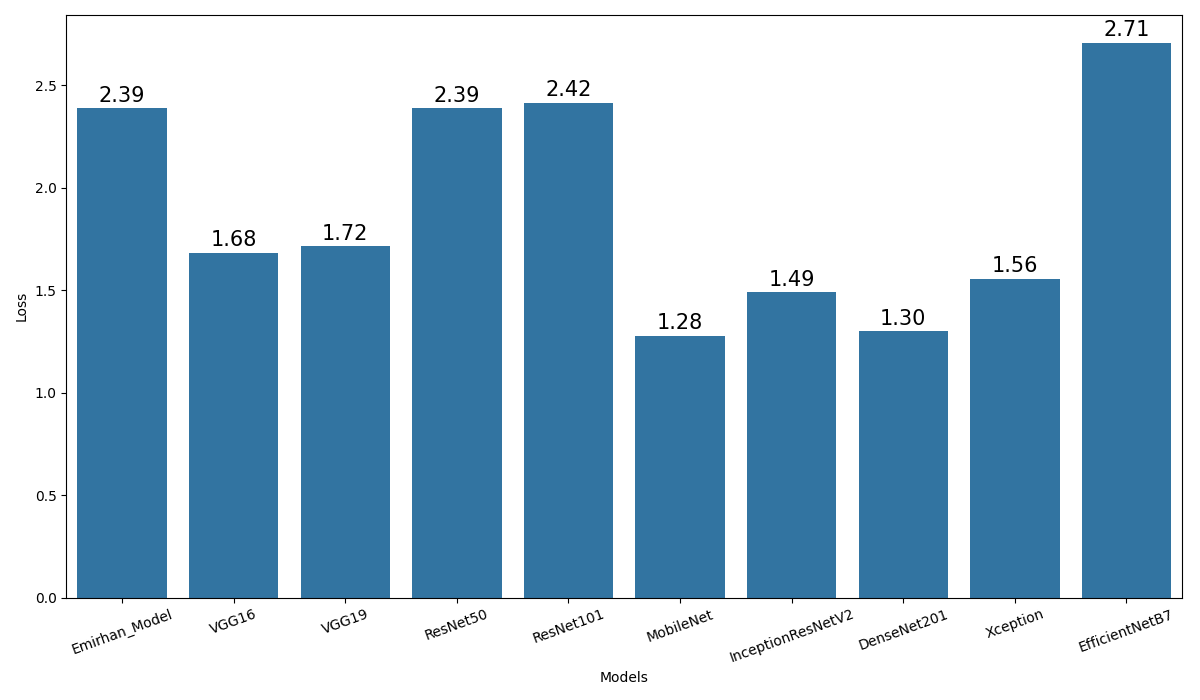 2.71
2.42
2.39
2.39
1.72
1.68
1.56
1.49
1.30
1.28
Loss
2.5
2.0
1.5
1.0
0.5
0.0
Emirhan_Model
VGG16
VGG19
ResNet50
ResNet101
MobileNet
InceptionResNetV2
DenseNet201
Xception
EfficientNetB7
Models